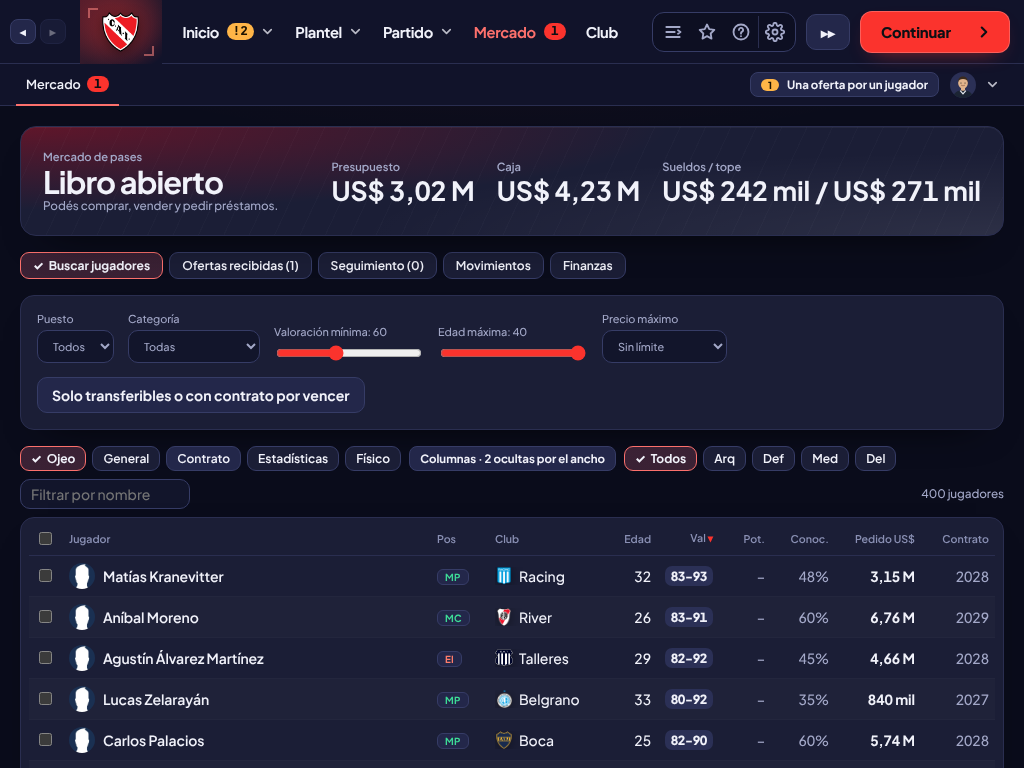 C.A.I.
Inicio ! 2
Plantel
Partido
Mercado 1
Club
Continuar
Mercado 1
1 Una oferta por un jugador
Mercado de pases
Libro abierto
Podés comprar, vender y pedir préstamos.
Presupuesto
US$ 3,02 M
Caja
US$ 4,23 M
Sueldos / tope
US$ 242 mil / US$ 271 mil
✓ Buscar jugadores
Ofertas recibidas (1)
Seguimiento (0)
Movimientos
Finanzas
Puesto
Todos
Categoría
Todas
Valoración mínima: 60
Edad máxima: 40
Precio máximo
Sin límite
Solo transferibles o con contrato por vencer
✓ Ojeo
General
Contrato
Estadísticas
Físico
Columnas · 2 ocultas por el ancho
✓ Todos
Arq
Def
Med
Del
Filtrar por nombre
400 jugadores
Jugador Pos Club Edad Val▼ Pot. Conoc. Pedido US$ Contrato
Matías Kranevitter MP Racing 32 83–93 – 48% 3,15 M 2028
Aníbal Moreno MC River 26 83–91 – 60% 6,76 M 2029
Agustín Álvarez Martínez EI Talleres 29 82–92 – 45% 4,66 M 2028
Lucas Zelarayán MP Belgrano 33 80–92 – 35% 840 mil 2027
Carlos Palacios MP Boca 25 82–90 – 60% 5,74 M 2028